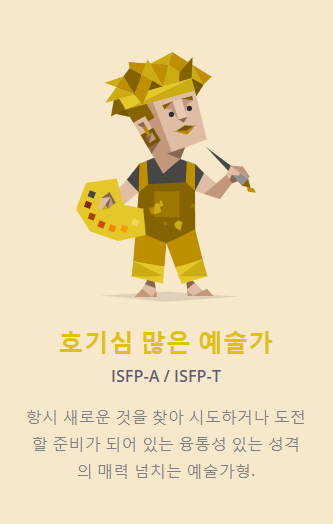 호기심 많은 예술가
ISFP-A / ISFP-T
항시 새로운 것을 찾아 시도하거나 도전
할 준비가 되어 있는 융통성 있는 성격
의 매력 넘치는 예술가형.